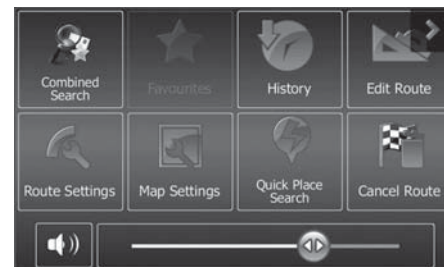 Combined
Search
Favourites
History
Edit Route
Route Settings
Map Settings
Quick Place
Search
Cancel Route